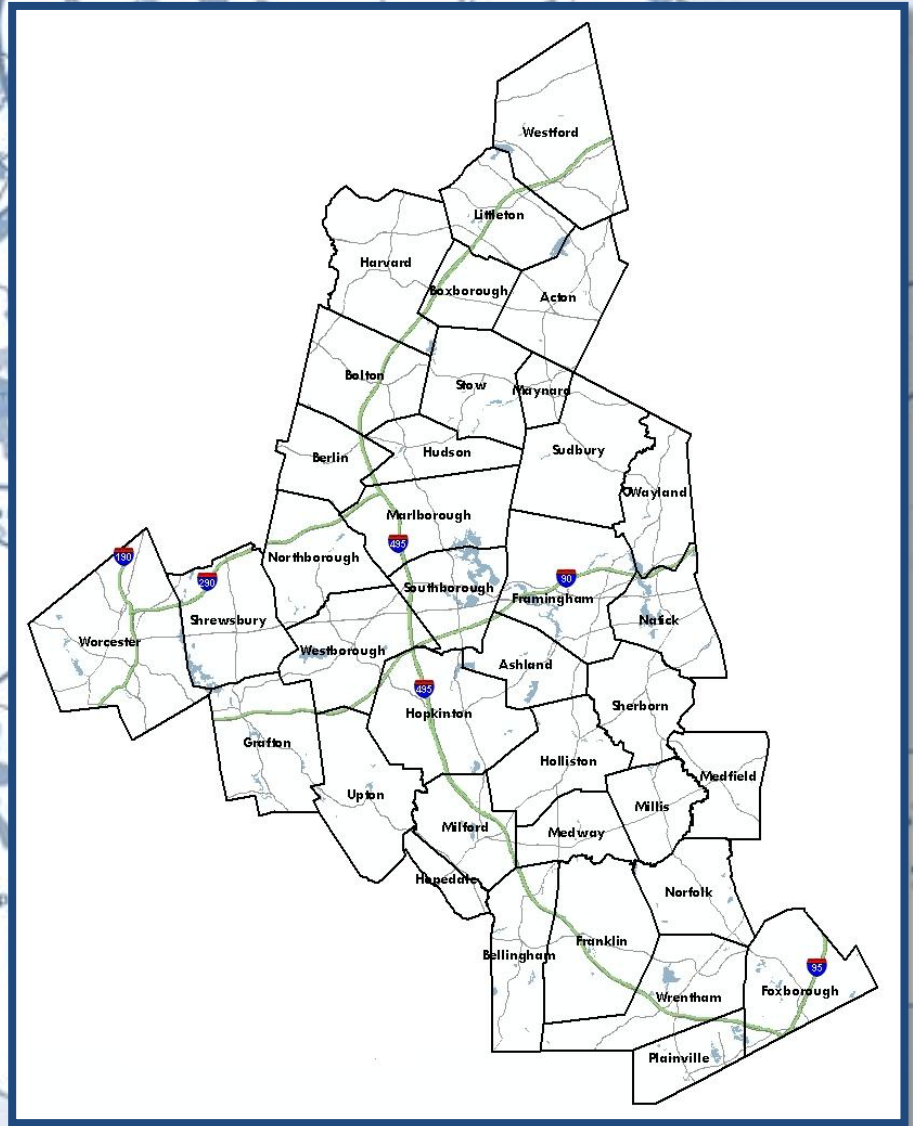 Westford
Littleton
Harvard
Boxborough
Acton
Bolton
Stow
Maynard
Berlin
Hudson
Sudbury
Wayland
Marlborough
495
190
Northborough
290
Southborough
90
Framingham
Shrewsbury
Natick
Worcester
Westborough
Ashland
495
Sherborn
Hopkinton
Grafton
Holliston
Medfield
Upton
Millis
Milford
Medway
Hopedale
Norfolk
Franklin
Bellingham
95
Foxborough
Wrentham
Plainville